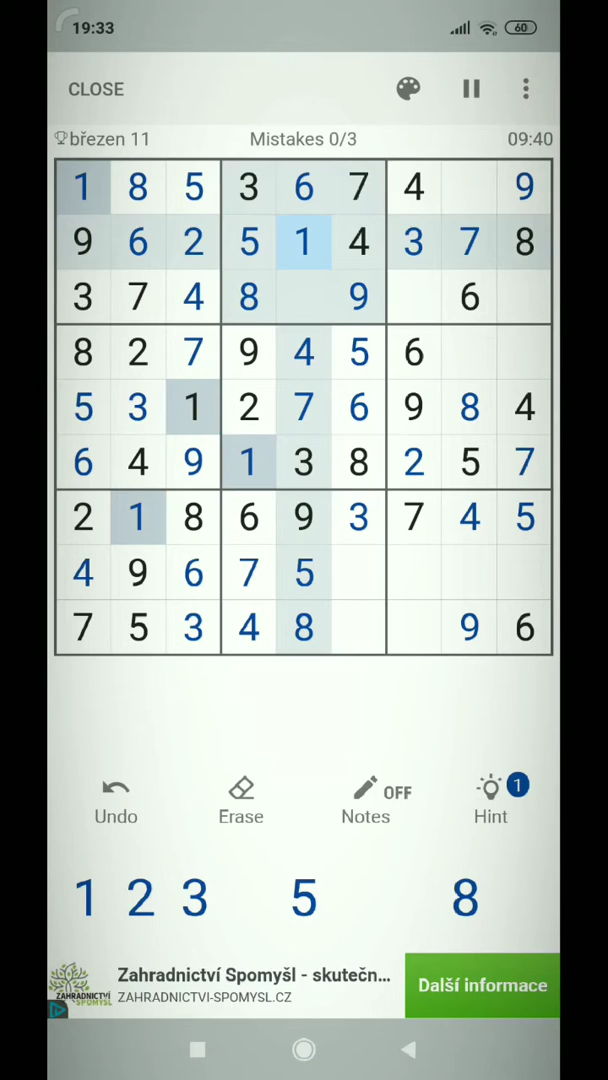 19:33 60
CLOSE
březen 11 Mistakes 0/3 09:40
1 8 5 3 6 7 4 9
9 6 2 5 1 4 3 7 8
3 7 4 8 9 6
8 2 7 9 4 5 6
5 3 1 2 7 6 9 8 4
6 4 9 1 3 8 2 5 7
2 1 8 6 9 3 7 4 5
4 9 6 7 5
7 5 3 4 8 9 6
OFF 1
Undo Erase Notes Hint
1 2 3 5 8
Zahradnictví Spomyšl - skutečn...
ZAHRADNICTVI-SPOMYSL.CZ
Další informace
ZAHRADNICTVÍ
SPOMYŠL